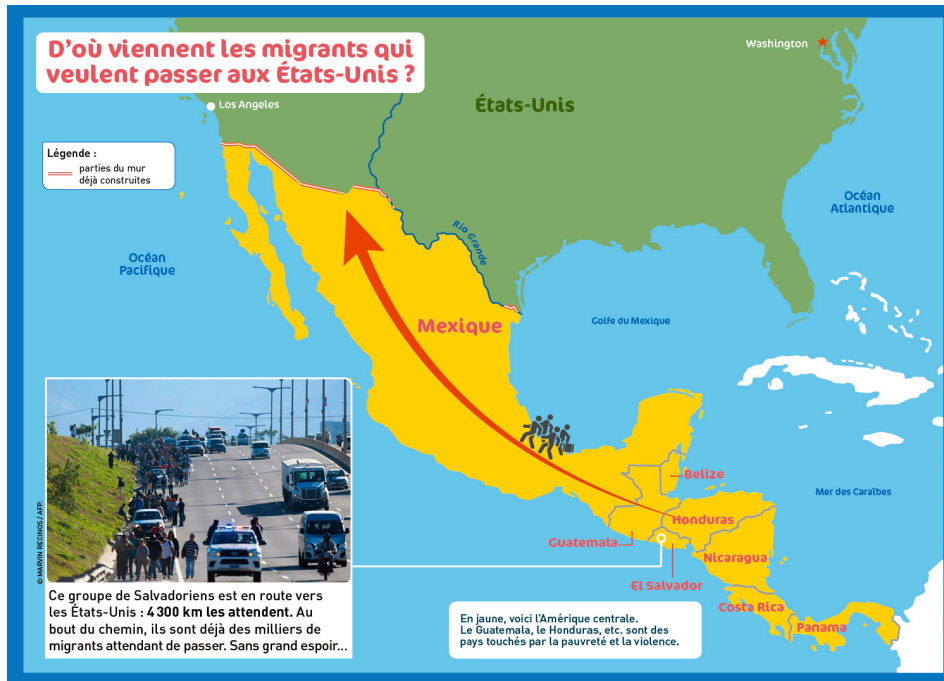 D'où viennent les migrants qui
veulent passer aux États-Unis ?
Washington
Los Angeles
États-Unis
Légende :
parties du mur
déjà construites
Océan
Atlantique
Océan
Pacifique
Rio Grande
Golfe du Mexique
Mexique
Belize
Mer des Caraïbes
Honduras
Guatemala
Nicaragua
El Salvador
Costa Rica
Panama
© MARVIN RECINOS / AFP.
Ce groupe de Salvadoriens est en route vers
les États-Unis : 4 300 km les attendent. Au
bout du chemin, ils sont déjà des milliers de
migrants attendant de passer. Sans grand espoir...
En jaune, voici l'Amérique centrale.
Le Guatemala, le Honduras, etc. sont des
pays touchés par la pauvreté et la violence.